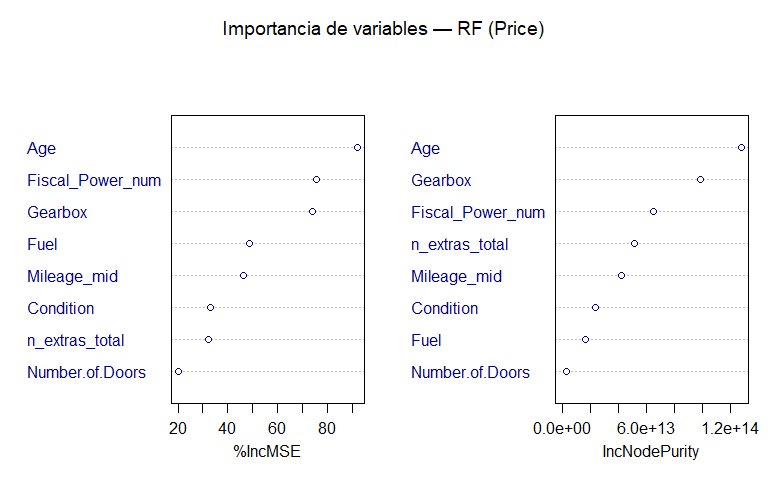 Importancia de variables — RF (Price)
Age
Fiscal_Power_num
Gearbox
Fuel
Mileage_mid
Condition
n_extras_total
Number.of.Doors
20 40 60 80
%IncMSE
Age
Gearbox
Fiscal_Power_num
n_extras_total
Mileage_mid
Condition
Fuel
Number.of.Doors
0.0e+00 6.0e+13 1.2e+14
IncNodePurity